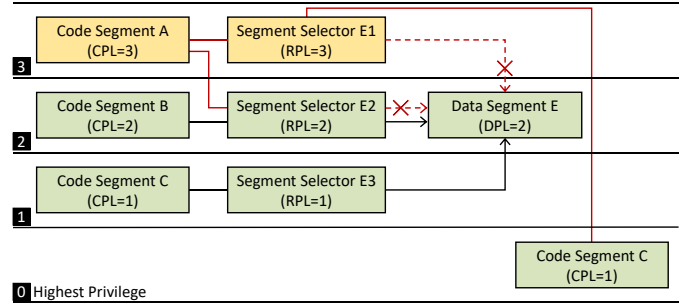 Code Segment A
(CPL=3)
Segment Selector E1
(RPL=3)
3
Code Segment B
(CPL=2)
Segment Selector E2
(RPL=2)
Data Segment E
(DPL=2)
2
Code Segment C
(CPL=1)
Segment Selector E3
(RPL=1)
1
Code Segment C
(CPL=1)
0 Highest Privilege